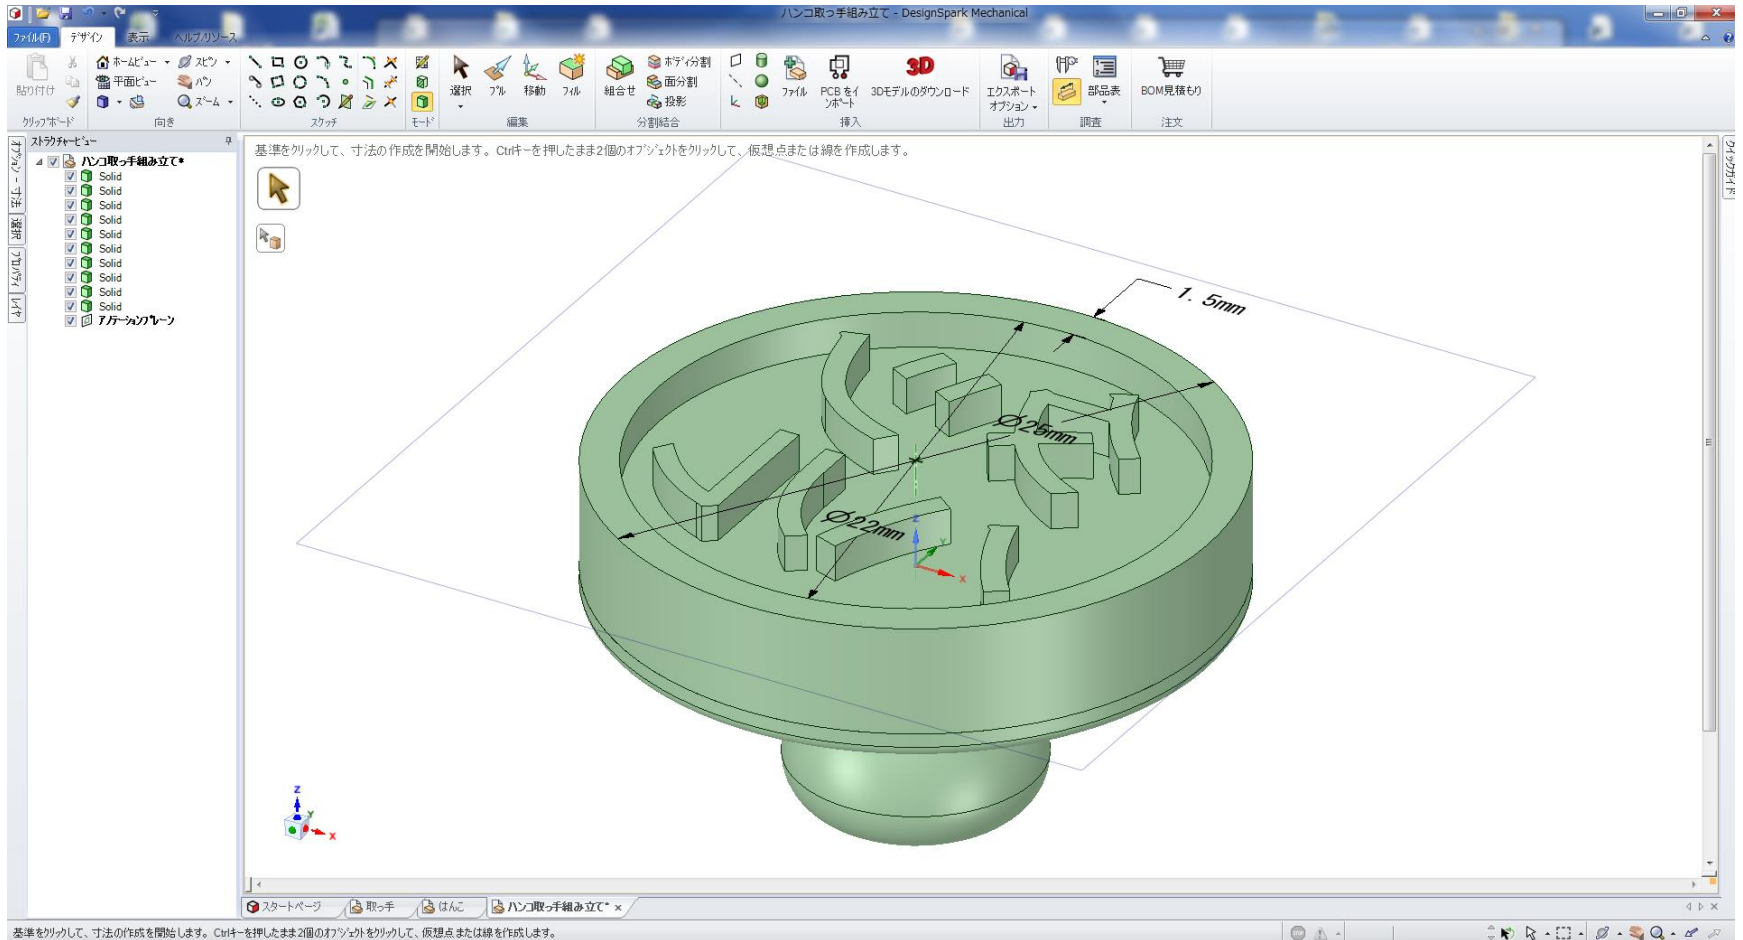 ハンコ取っ手組み立て - DesignSpark Mechanical
ファイル(F) デザイン 表示 ヘルプ/リソース
貼り付け
クリップボード
ホームビュー スピン
平面ビュー パン
ズーム
向き
スケッチ
モード
選択 プル 移動 フィル
編集
組合せ
ボディ分割
面分割
投影
分割結合
ファイル PCB をインポート 3Dモデルのダウンロード
3D
挿入
エクスポート オプション
出力
部品表
調査
BOM見積もり
注文
ストラクチャービュー
ハンコ取っ手組み立て*
Solid
Solid
Solid
Solid
Solid
Solid
Solid
Solid
Solid
Solid
アノテーションプレーン
オプション - 寸法
選択
プロパティ
レイヤ
クイックガイド
基準をクリックして、寸法の作成を開始します。Ctrlキーを押したまま2個のオブジェクトをクリックして、仮想点または線を作成します。
1. 5mm
Ø25mm
Ø22mm
Z
Y
X
Z
Y
X
スタートページ 取っ手 はんこ ハンコ取っ手組み立て* ×
基準をクリックして、寸法の作成を開始します。Ctrlキーを押したまま2個のオブジェクトをクリックして、仮想点または線を作成します。